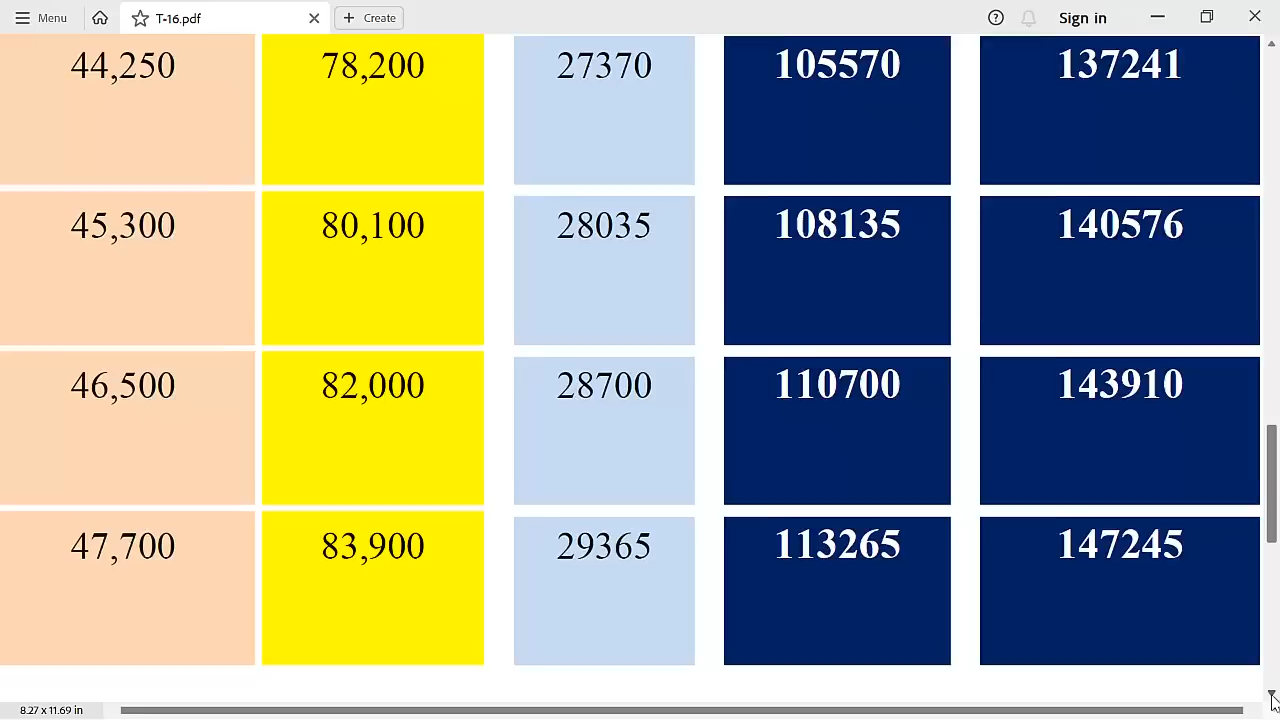 Menu T-16.pdf Create Sign in
44,250 78,200 27370 105570 137241
45,300 80,100 28035 108135 140576
46,500 82,000 28700 110700 143910
47,700 83,900 29365 113265 147245
8.27 x 11.69 in